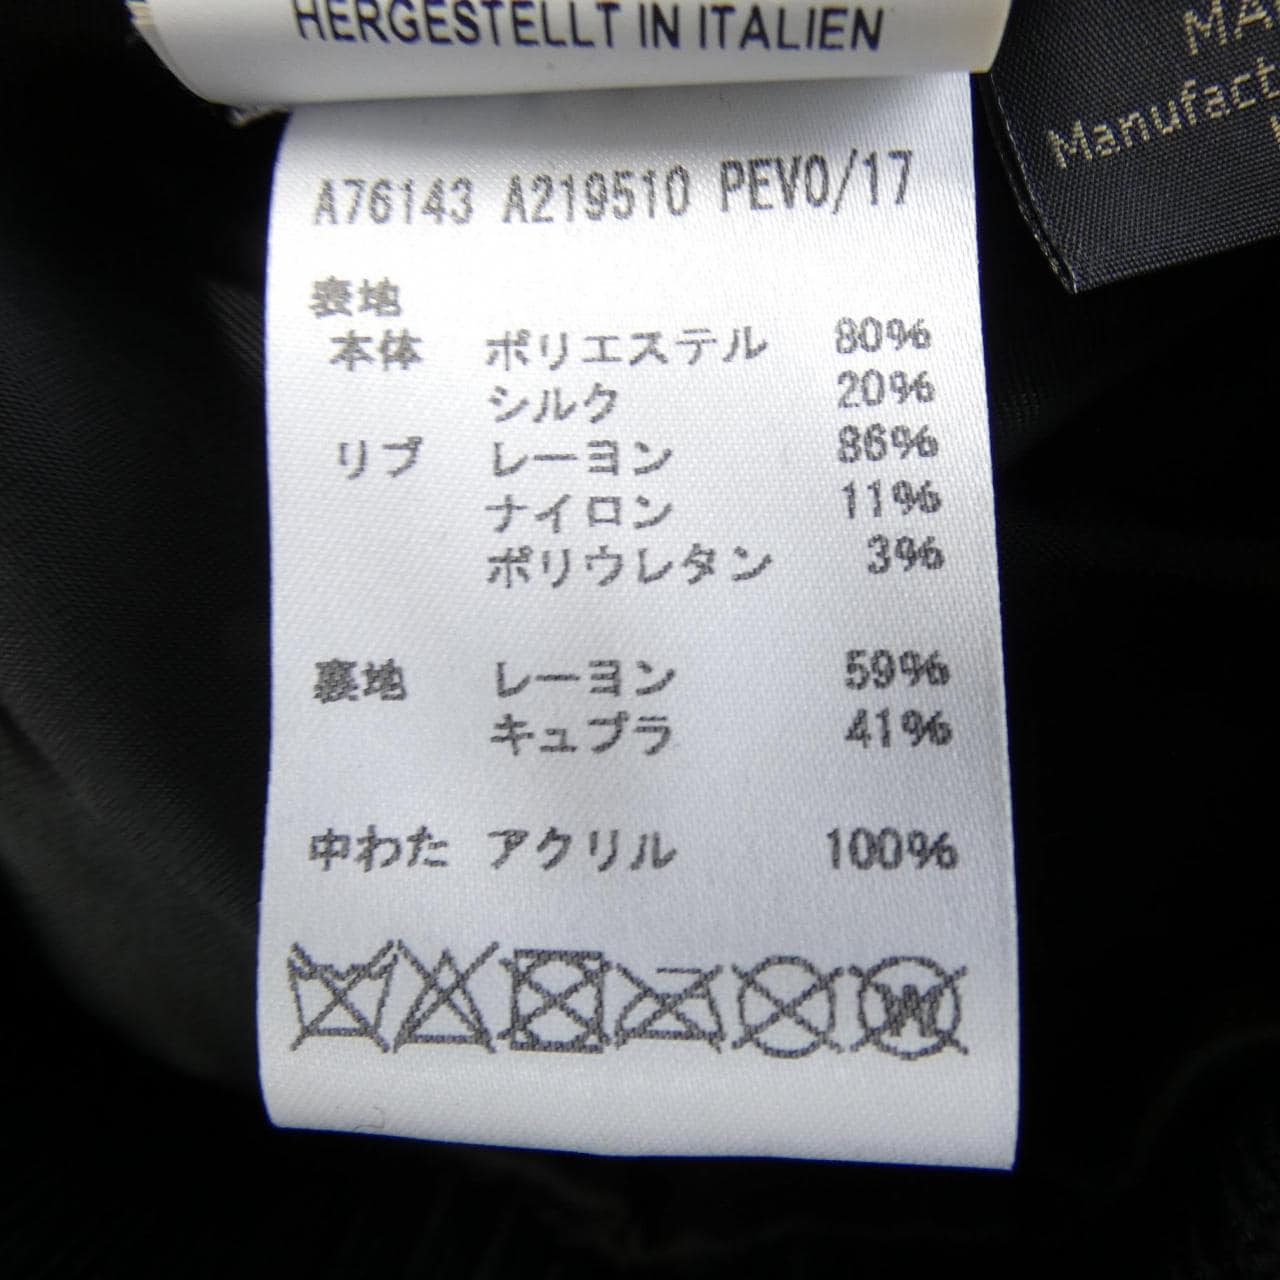 HERGESTELLT IN ITALIEN
MA
Manufact
A76143 A219510 PEVO/17
表地
本体 ポリエステル 80%
シルク 20%
リブ レーヨン 86%
ナイロン 11%
ポリウレタン 3%
裏地 レーヨン 59%
キュプラ 41%
中わた アクリル 100%
W